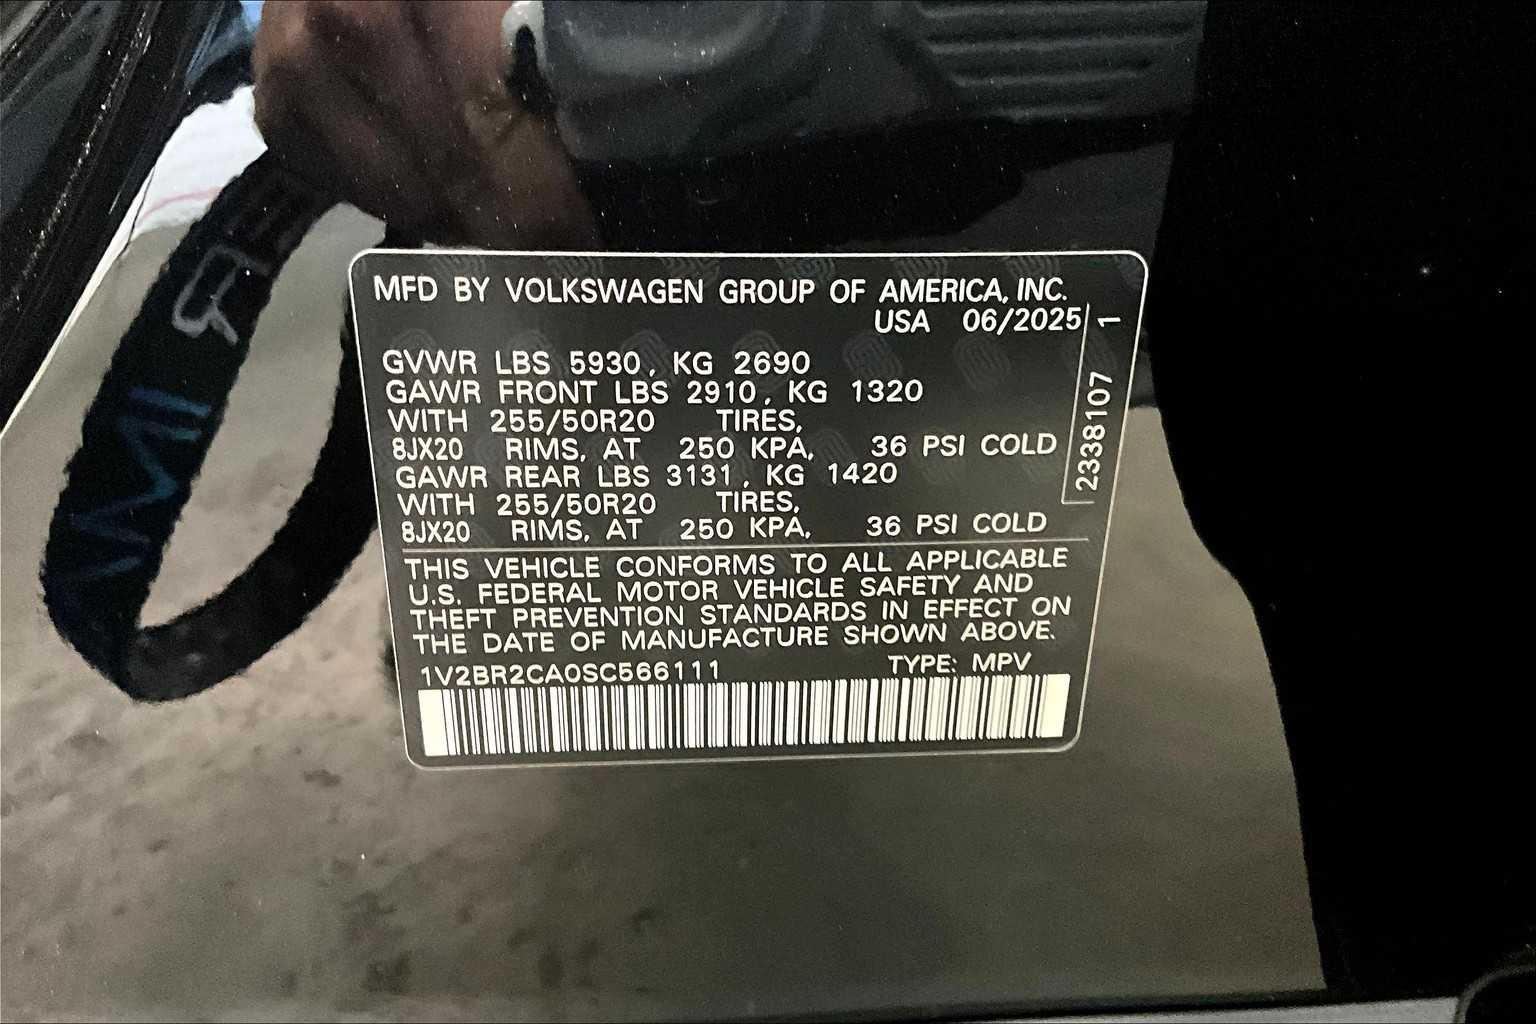 MFD BY VOLKSWAGEN GROUP OF AMERICA, INC.
USA 06/2025
GVWR LBS 5930, KG 2690
GAWR FRONT LBS 2910, KG 1320
WITH 255/50R20 TIRES,
8JX20 RIMS, AT 250 KPA, 36 PSI COLD
GAWR REAR LBS 3131, KG 1420
WITH 255/50R20 TIRES,
8JX20 RIMS, AT 250 KPA, 36 PSI COLD
2338107 1
THIS VEHICLE CONFORMS TO ALL APPLICABLE
U.S. FEDERAL MOTOR VEHICLE SAFETY AND
THEFT PREVENTION STANDARDS IN EFFECT ON
THE DATE OF MANUFACTURE SHOWN ABOVE.
1V2BR2CA0SC566111 TYPE: MPV